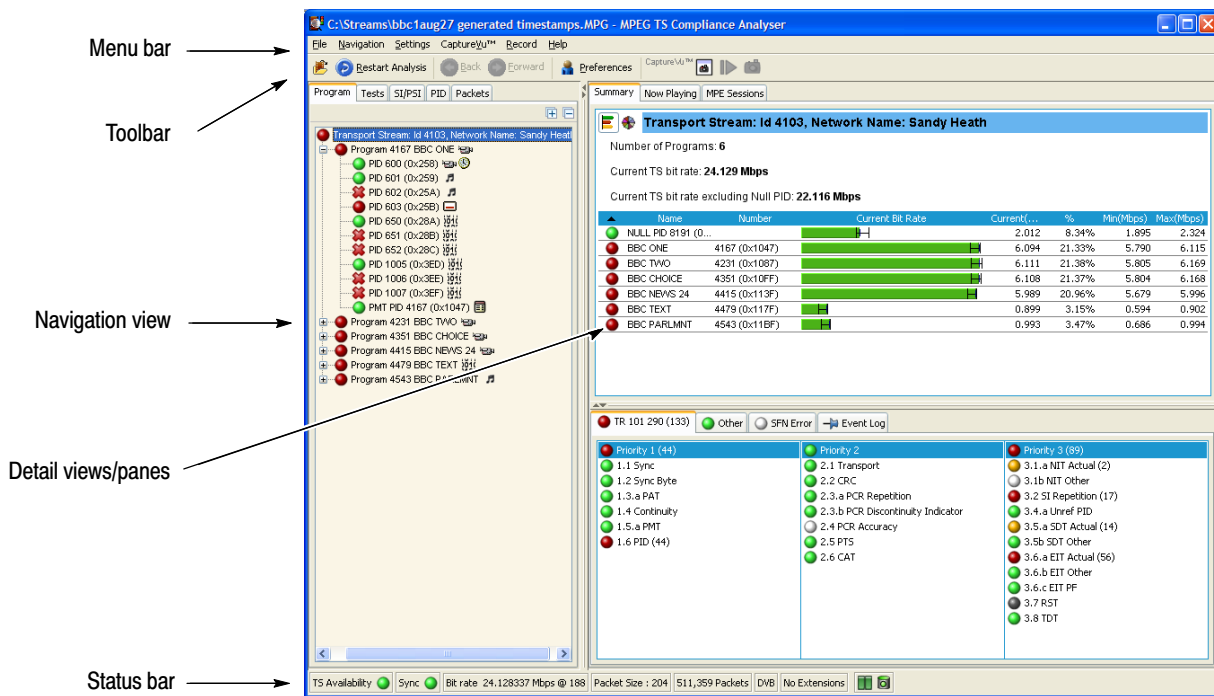 C:\Streams\bbc1aug27 generated timestamps.MPG - MPEG TS Compliance Analyser
Menu bar
File Navigation Settings CaptureVu™ Record Help
Restart Analysis Back Forward Preferences CaptureVu™
Toolbar
Program Tests SI/PSI PID Packets
Transport Stream: Id 4103, Network Name: Sandy Heath
Program 4167 BBC ONE
PID 600 (0x258)
PID 601 (0x259)
PID 602 (0x25A)
PID 603 (0x25B)
PID 650 (0x28A)
PID 651 (0x28B)
PID 652 (0x28C)
PID 1005 (0x3ED)
PID 1006 (0x3EE)
PID 1007 (0x3EF)
PMT PID 4167 (0x1047)
Navigation view
Program 4231 BBC TWO
Program 4351 BBC CHOICE
Program 4415 BBC NEWS 24
Program 4479 BBC TEXT
Program 4543 BBC PARLMNT
Detail views/panes
Summary Now Playing MPE Sessions
Transport Stream: Id 4103, Network Name: Sandy Heath
Number of Programs: 6
Current TS bit rate: 24.129 Mbps
Current TS bit rate excluding Null PID: 22.116 Mbps
Name Number Current Bit Rate Current(... % Min(Mbps) Max(Mbps)
NULL PID 8191 (0... 2.012 8.34% 1.895 2.324
BBC ONE 4167 (0x1047) 6.094 21.33% 5.790 6.115
BBC TWO 4231 (0x1087) 6.111 21.38% 5.805 6.169
BBC CHOICE 4351 (0x10FF) 6.108 21.37% 5.804 6.168
BBC NEWS 24 4415 (0x113F) 5.989 20.96% 5.679 5.996
BBC TEXT 4479 (0x117F) 0.899 3.15% 0.594 0.902
BBC PARLMNT 4543 (0x11BF) 0.993 3.47% 0.686 0.994
TR 101 290 (133) Other SFN Error Event Log
Priority 1 (44)
1.1 Sync
1.2 Sync Byte
1.3.a PAT
1.4 Continuity
1.5.a PMT
1.6 PID (44)
Priority 2
2.1 Transport
2.2 CRC
2.3.a PCR Repetition
2.3.b PCR Discontinuity Indicator
2.4 PCR Accuracy
2.5 PTS
2.6 CAT
Priority 3 (89)
3.1.a NIT Actual (2)
3.1b NIT Other
3.2 SI Repetition (17)
3.4.a Unref PID
3.5.a SDT Actual (14)
3.5b SDT Other
3.6.a EIT Actual (56)
3.6.b EIT Other
3.6.c EIT PF
3.7 RST
3.8 TDT
Status bar
TS Availability Sync Bit rate 24.128337 Mbps @ 188 Packet Size : 204 511,359 Packets DVB No Extensions